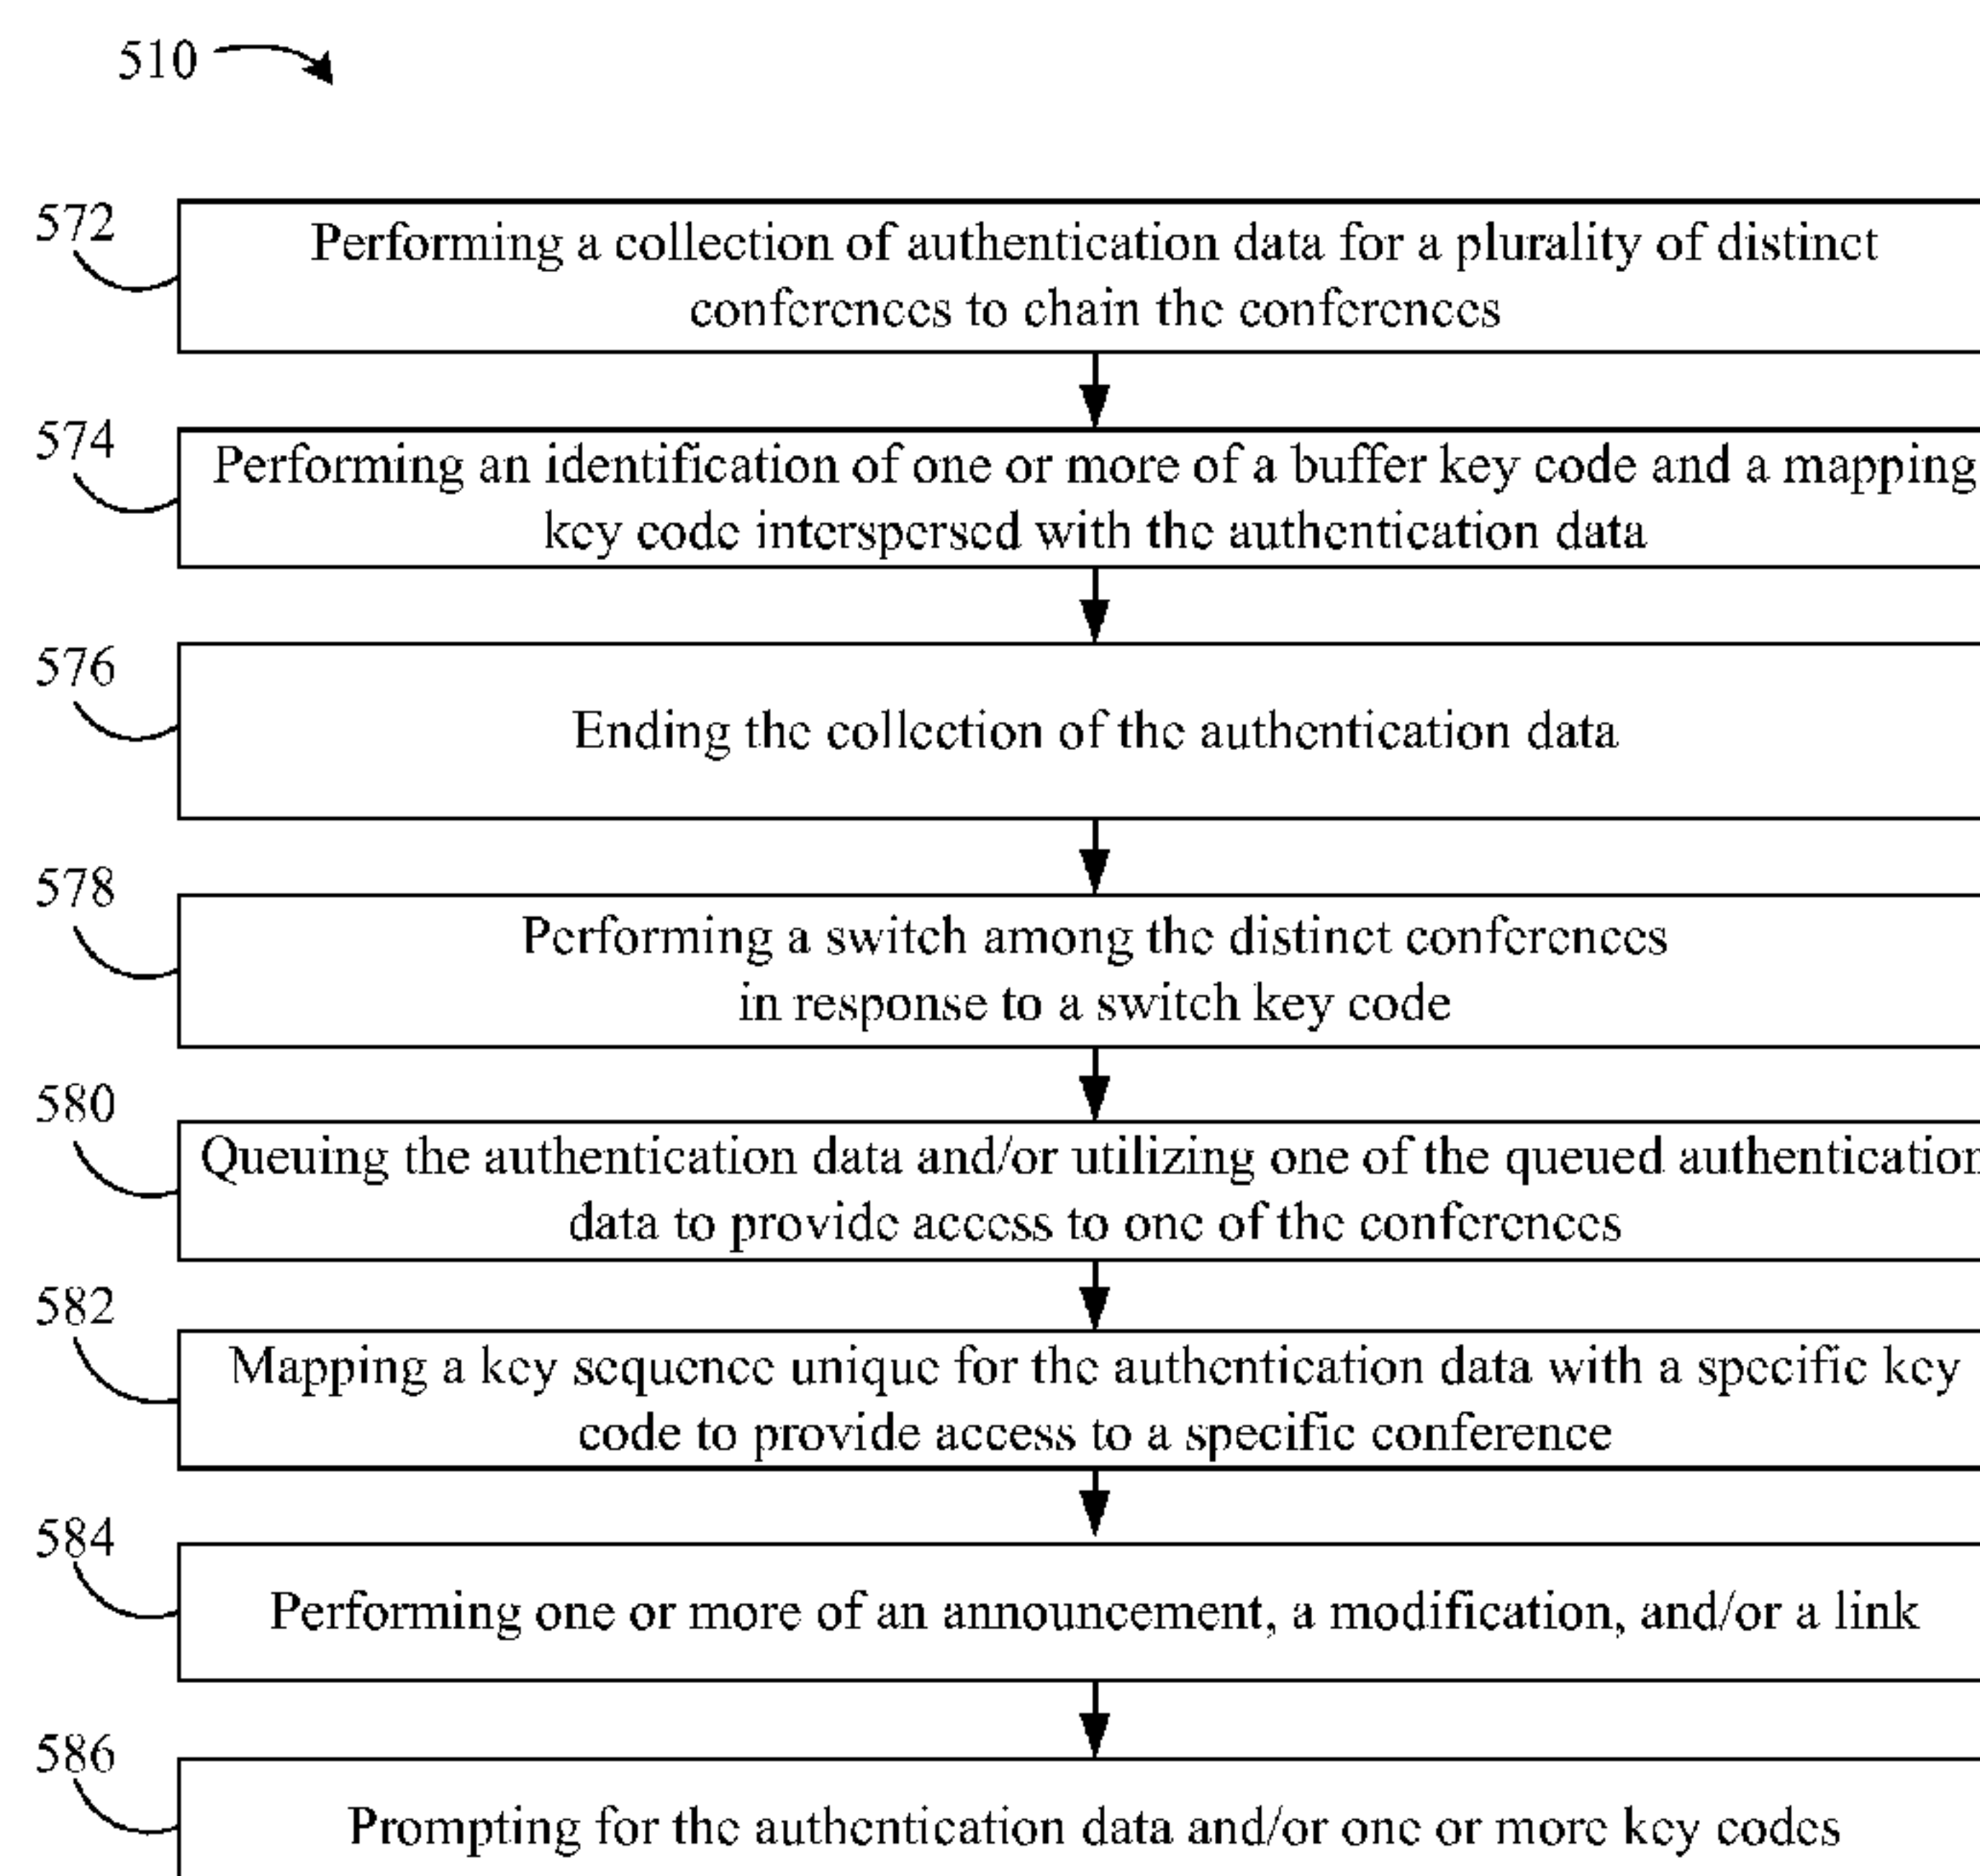 510
572
Performing a collection of authentication data for a plurality of distinct
conferences to chain the conferences
574
Performing an identification of one or more of a buffer key code and a mapping
key code interspersed with the authentication data
576
Ending the collection of the authentication data
578
Performing a switch among the distinct conferences
in response to a switch key code
580
Queuing the authentication data and/or utilizing one of the queued authentication
data to provide access to one of the conferences
582
Mapping a key sequence unique for the authentication data with a specific key
code to provide access to a specific conference
584
Performing one or more of an announcement, a modification, and/or a link
586
Prompting for the authentication data and/or one or more key codes